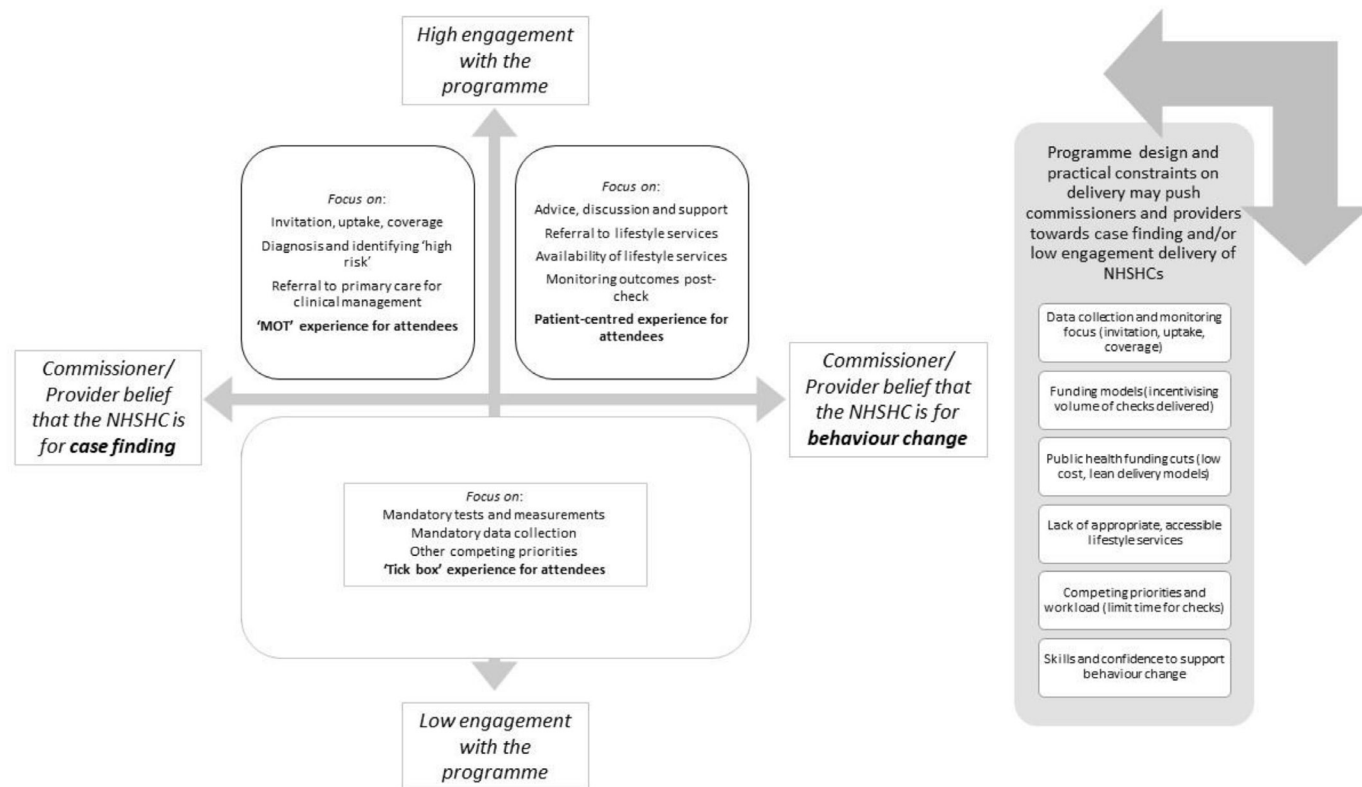 High engagement
with the
programme
Focus on:
Invitation, uptake, coverage
Diagnosis and identifying ‘high
risk’
Referral to primary care for
clinical management
‘MOT’ experience for attendees
Focus on:
Advice, discussion and support
Referral to lifestyle services
Availability of lifestyle services
Monitoring outcomes post-
check
Patient-centred experience for
attendees
Commissioner/
Provider belief
that the NHSHC is
for case finding
Commissioner/
Provider belief that
the NHSHC is for
behaviour change
Focus on:
Mandatory tests and measurements
Mandatory data collection
Other competing priorities
‘Tick box’ experience for attendees
Low engagement
with the
programme
Programme design and
practical constraints on
delivery may push
commissioners and providers
towards case finding and/or
low engagement delivery of
NHSHCs
Data collection and monitoring
focus (invitation, uptake,
coverage)
Funding models (incentivising
volume of checks delivered)
Public health funding cuts (low
cost, lean delivery models)
Lack of appropriate, accessible
lifestyle services
Competing priorities and
workload (limit time for checks)
Skills and confidence to support
behaviour change